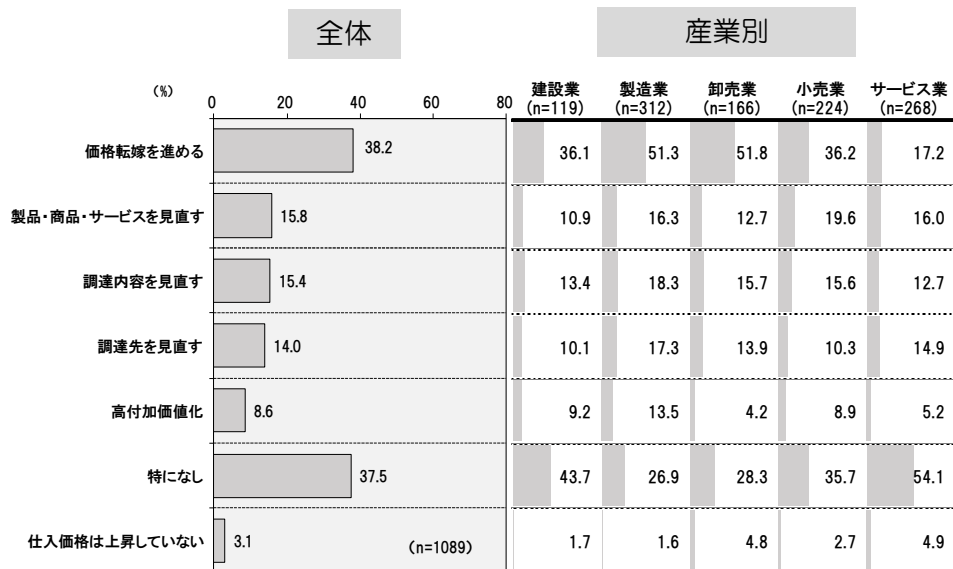 全体 産業別
(%) 0 20 40 60 80 建設業 製造業 卸売業 小売業 サービス業
(n=119) (n=312) (n=166) (n=224) (n=268)
価格転嫁を進める 38.2 36.1 51.3 51.8 36.2 17.2
製品・商品・サービスを見直す 15.8 10.9 16.3 12.7 19.6 16.0
調達内容を見直す 15.4 13.4 18.3 15.7 15.6 12.7
調達先を見直す 14.0 10.1 17.3 13.9 10.3 14.9
高付加価値化 8.6 9.2 13.5 4.2 8.9 5.2
特になし 37.5 43.7 26.9 28.3 35.7 54.1
仕入価格は上昇していない 3.1 (n=1089) 1.7 1.6 4.8 2.7 4.9